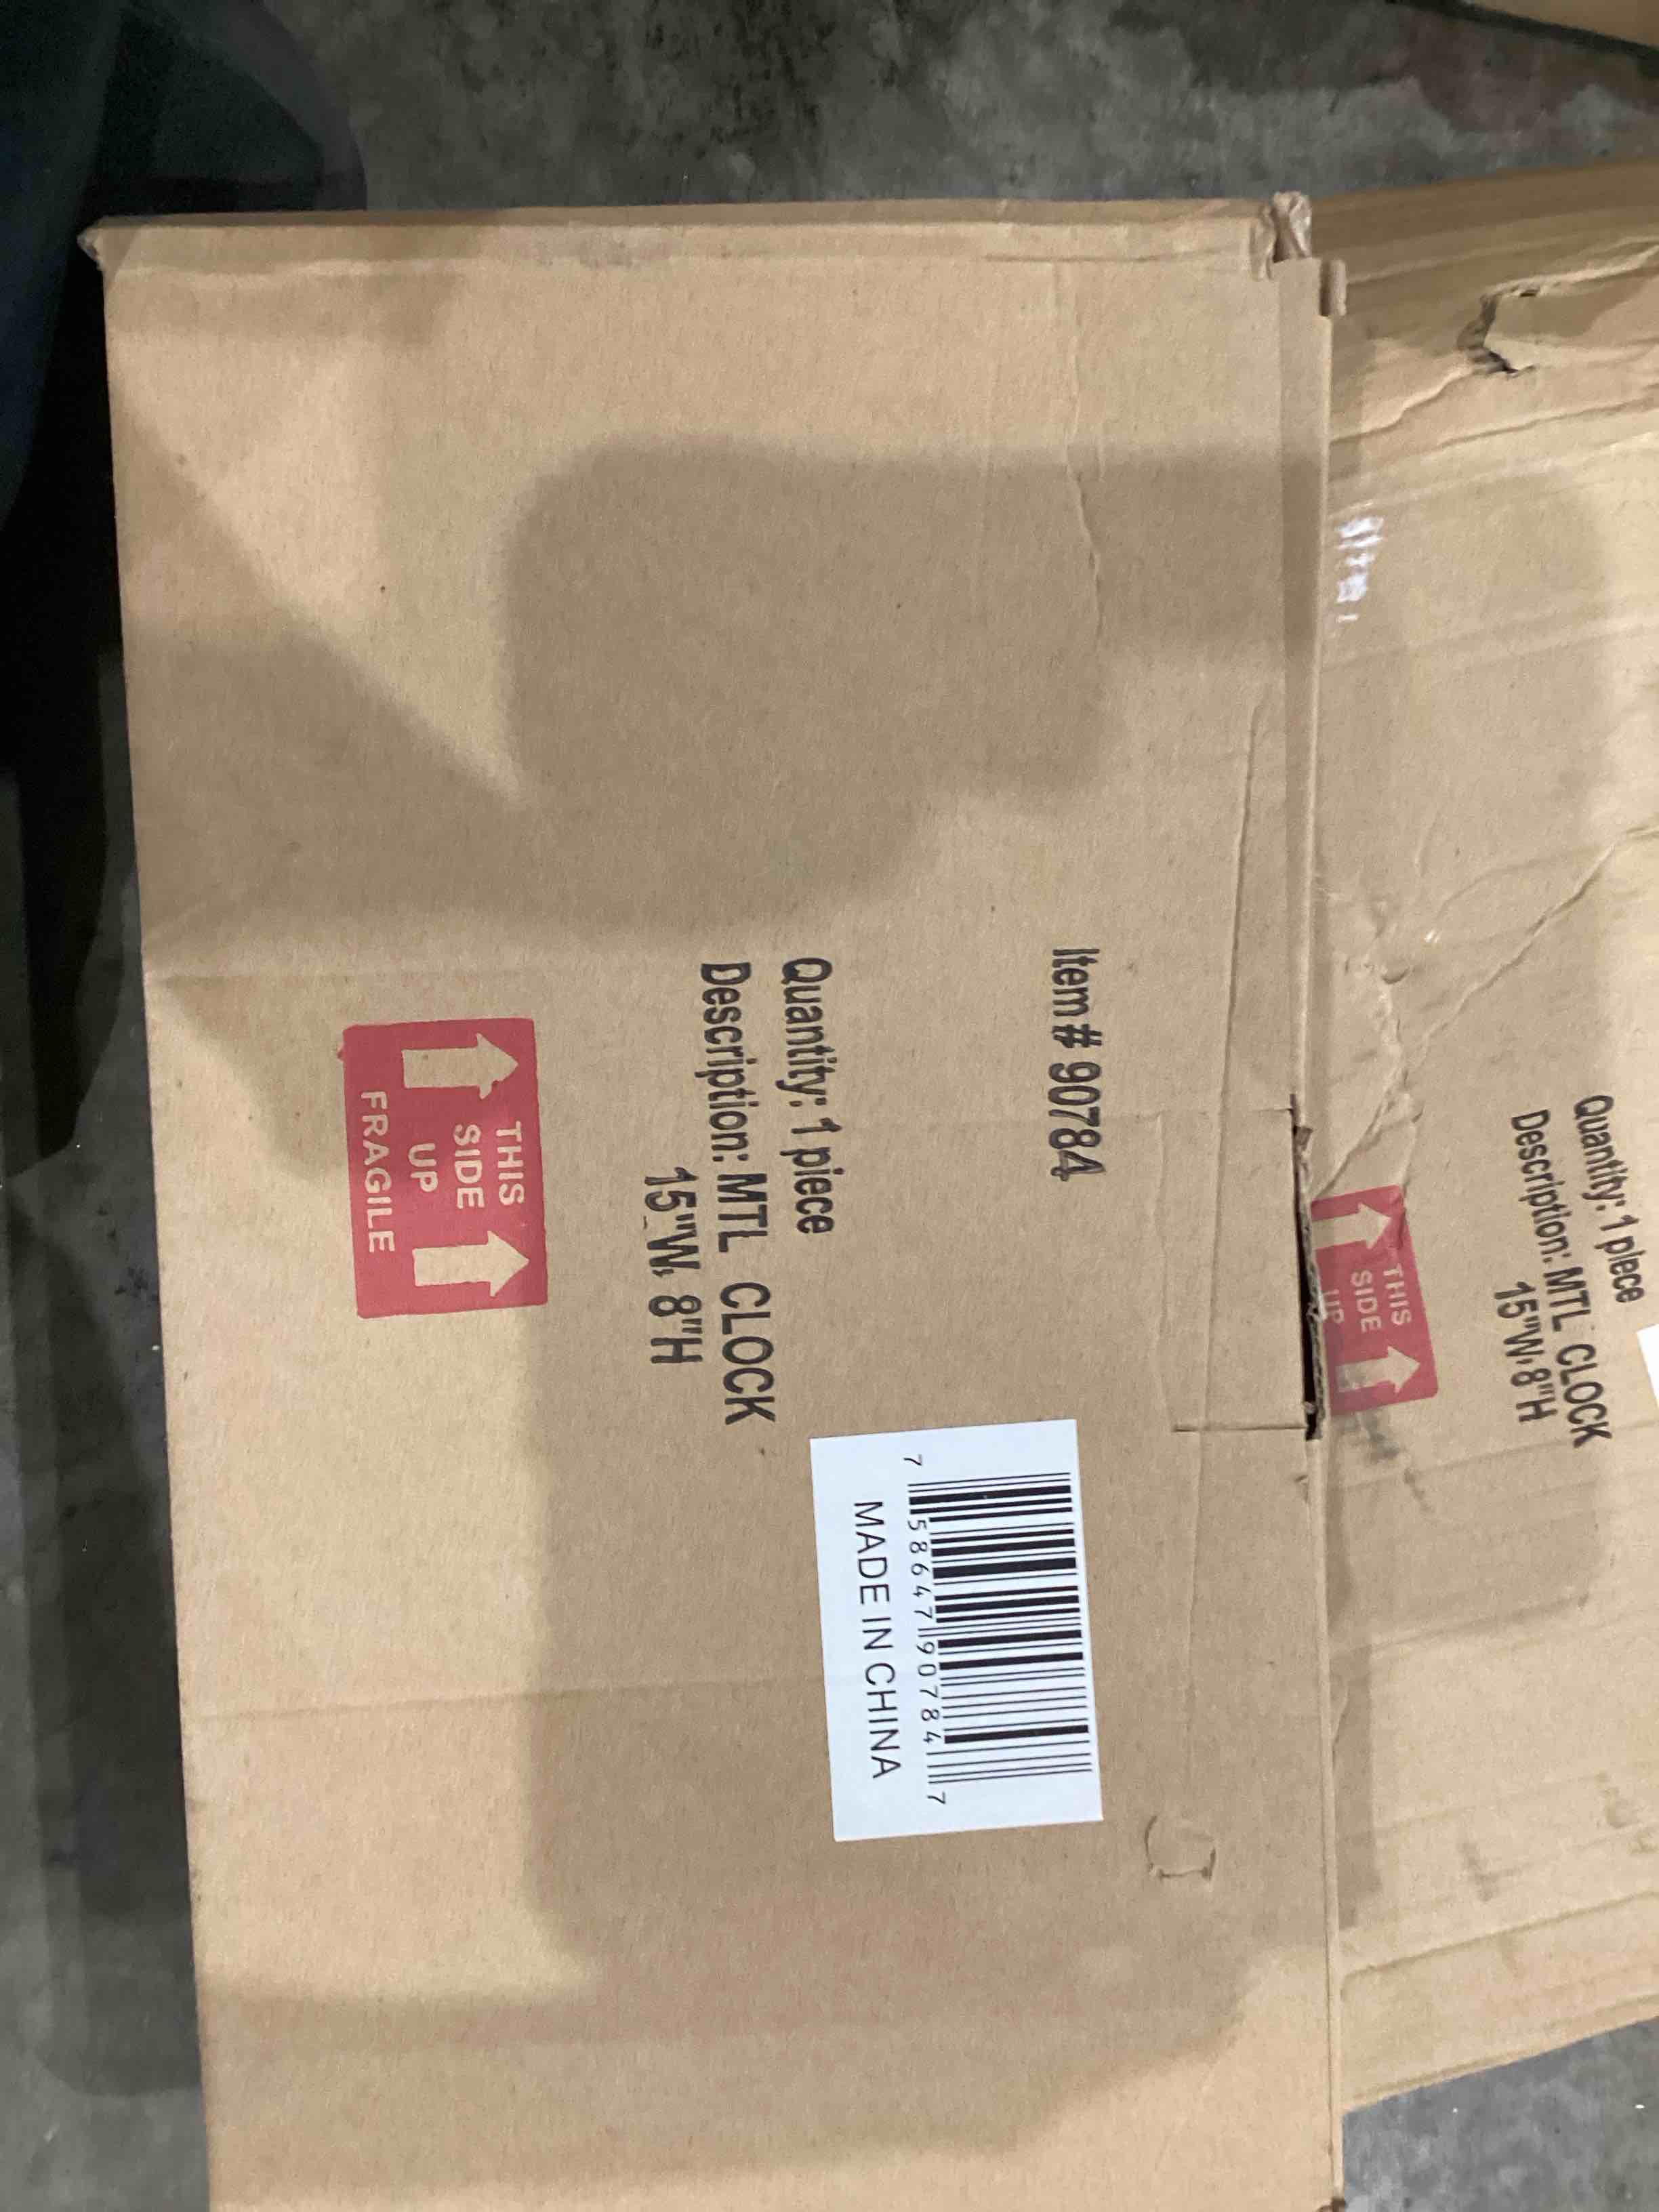 Item # 90784
Quantity: 1 piece
Description: MTL CLOCK
15"W, 8"H
7 58647 90784 7
MADE IN CHINA
THIS
SIDE
UP
FRAGILE
Quantity: 1 piece
Description: MTL CLOCK
15"W, 8"H
THIS
SIDE
UP